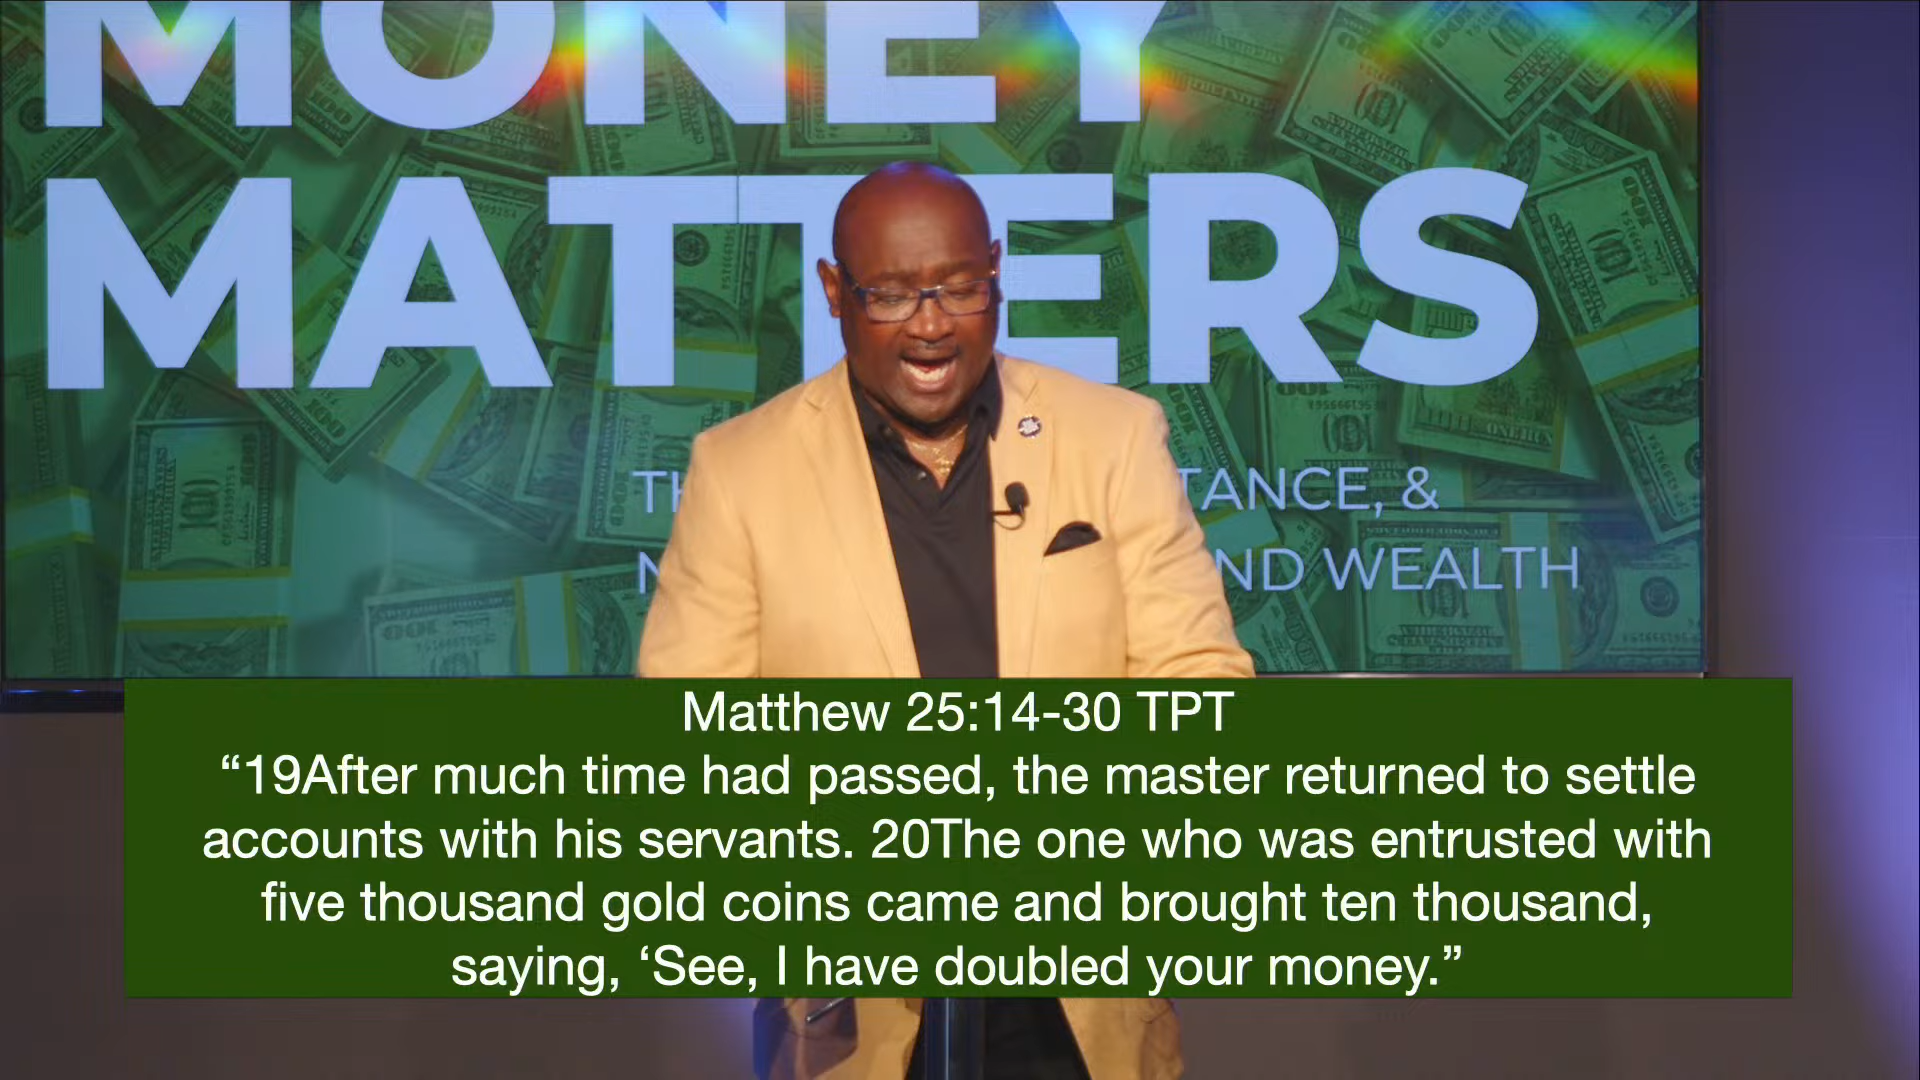 MONEY
MATTERS
TANCE, &
ND WEALTH
Matthew 25:14-30 TPT
“19After much time had passed, the master returned to settle
accounts with his servants. 20The one who was entrusted with
five thousand gold coins came and brought ten thousand,
saying, ‘See, I have doubled your money.”